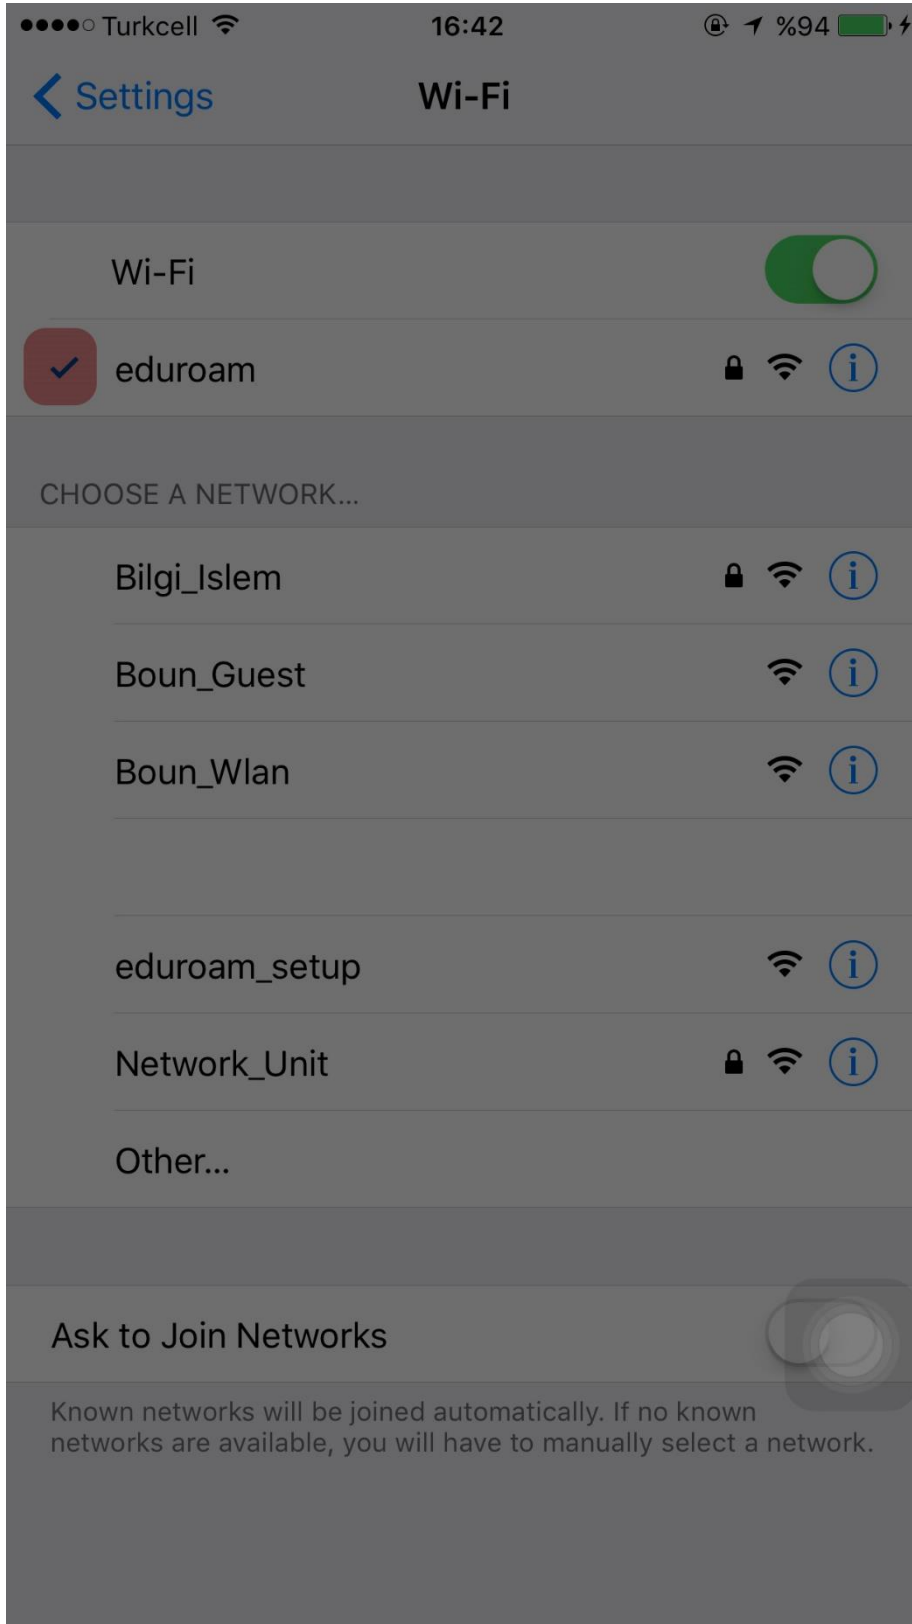 Turkcell 16:42 %94
Settings Wi-Fi
Wi-Fi
eduroam
CHOOSE A NETWORK...
Bilgi_Islem
Boun_Guest
Boun_Wlan
eduroam_setup
Network_Unit
Other...
Ask to Join Networks
Known networks will be joined automatically. If no known
networks are available, you will have to manually select a network.